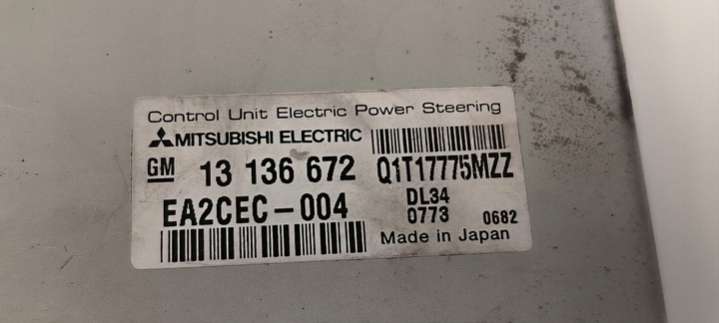 Control Unit Electric Power Steering
MITSUBISHI ELECTRIC
GM 13 136 672 Q1T17775MZZ
EA2CEC-004 DL34
0773 0682
Made in Japan